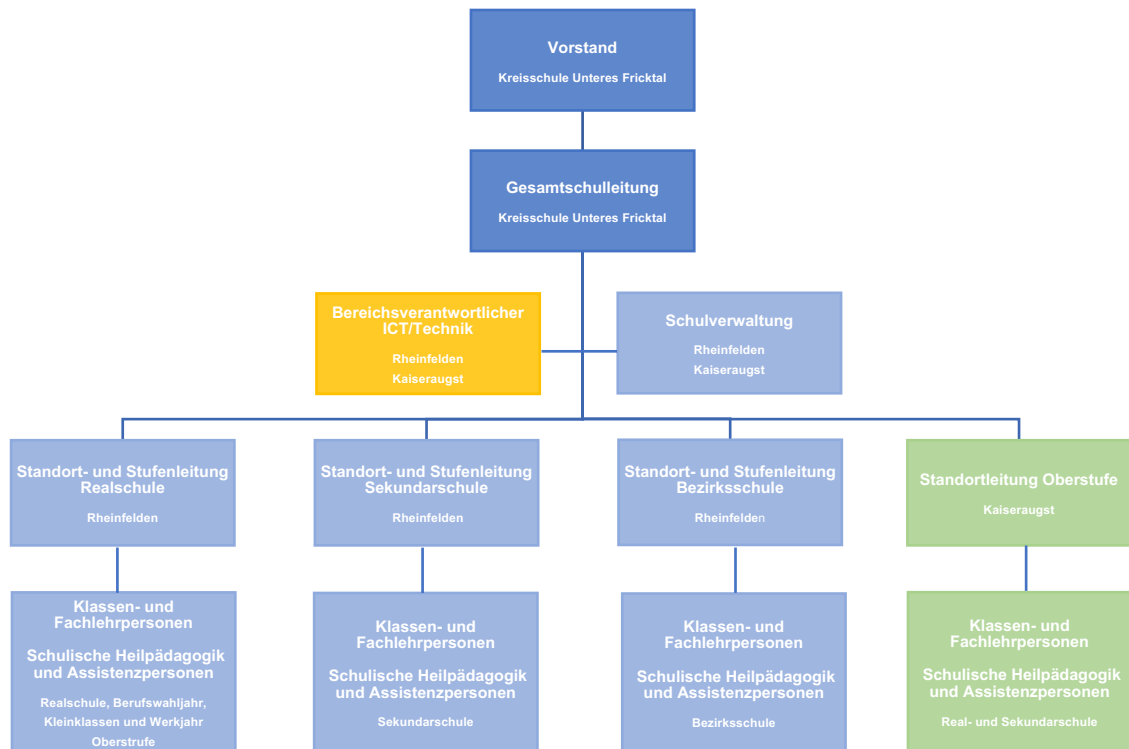 Vorstand
Kreisschule Unteres Fricktal
Gesamtschulleitung
Kreisschule Unteres Fricktal
Bereichsverantwortlicher
ICT/Technik
Rheinfelden
Kaiseraugst
Schulverwaltung
Rheinfelden
Kaiseraugst
Standort- und Stufenleitung
Realschule
Rheinfelden
Standort- und Stufenleitung
Sekundarschule
Rheinfelden
Standort- und Stufenleitung
Bezirksschule
Rheinfelden
Standortleitung Oberstufe
Kaiseraugst
Klassen- und
Fachlehrpersonen
Schulische Heilpädagogik
und Assistenzpersonen
Realschule, Berufswahljahr,
Kleinklassen und Werkjahr
Oberstrufe
Klassen- und
Fachlehrpersonen
Schulische Heilpädagogik
und Assistenzpersonen
Sekundarschule
Klassen- und
Fachlehrpersonen
Schulische Heilpädagogik
und Assistenzpersonen
Bezirksschule
Klassen- und
Fachlehrpersonen
Schulische Heilpädagogik
und Assistenzpersonen
Real- und Sekundarschule